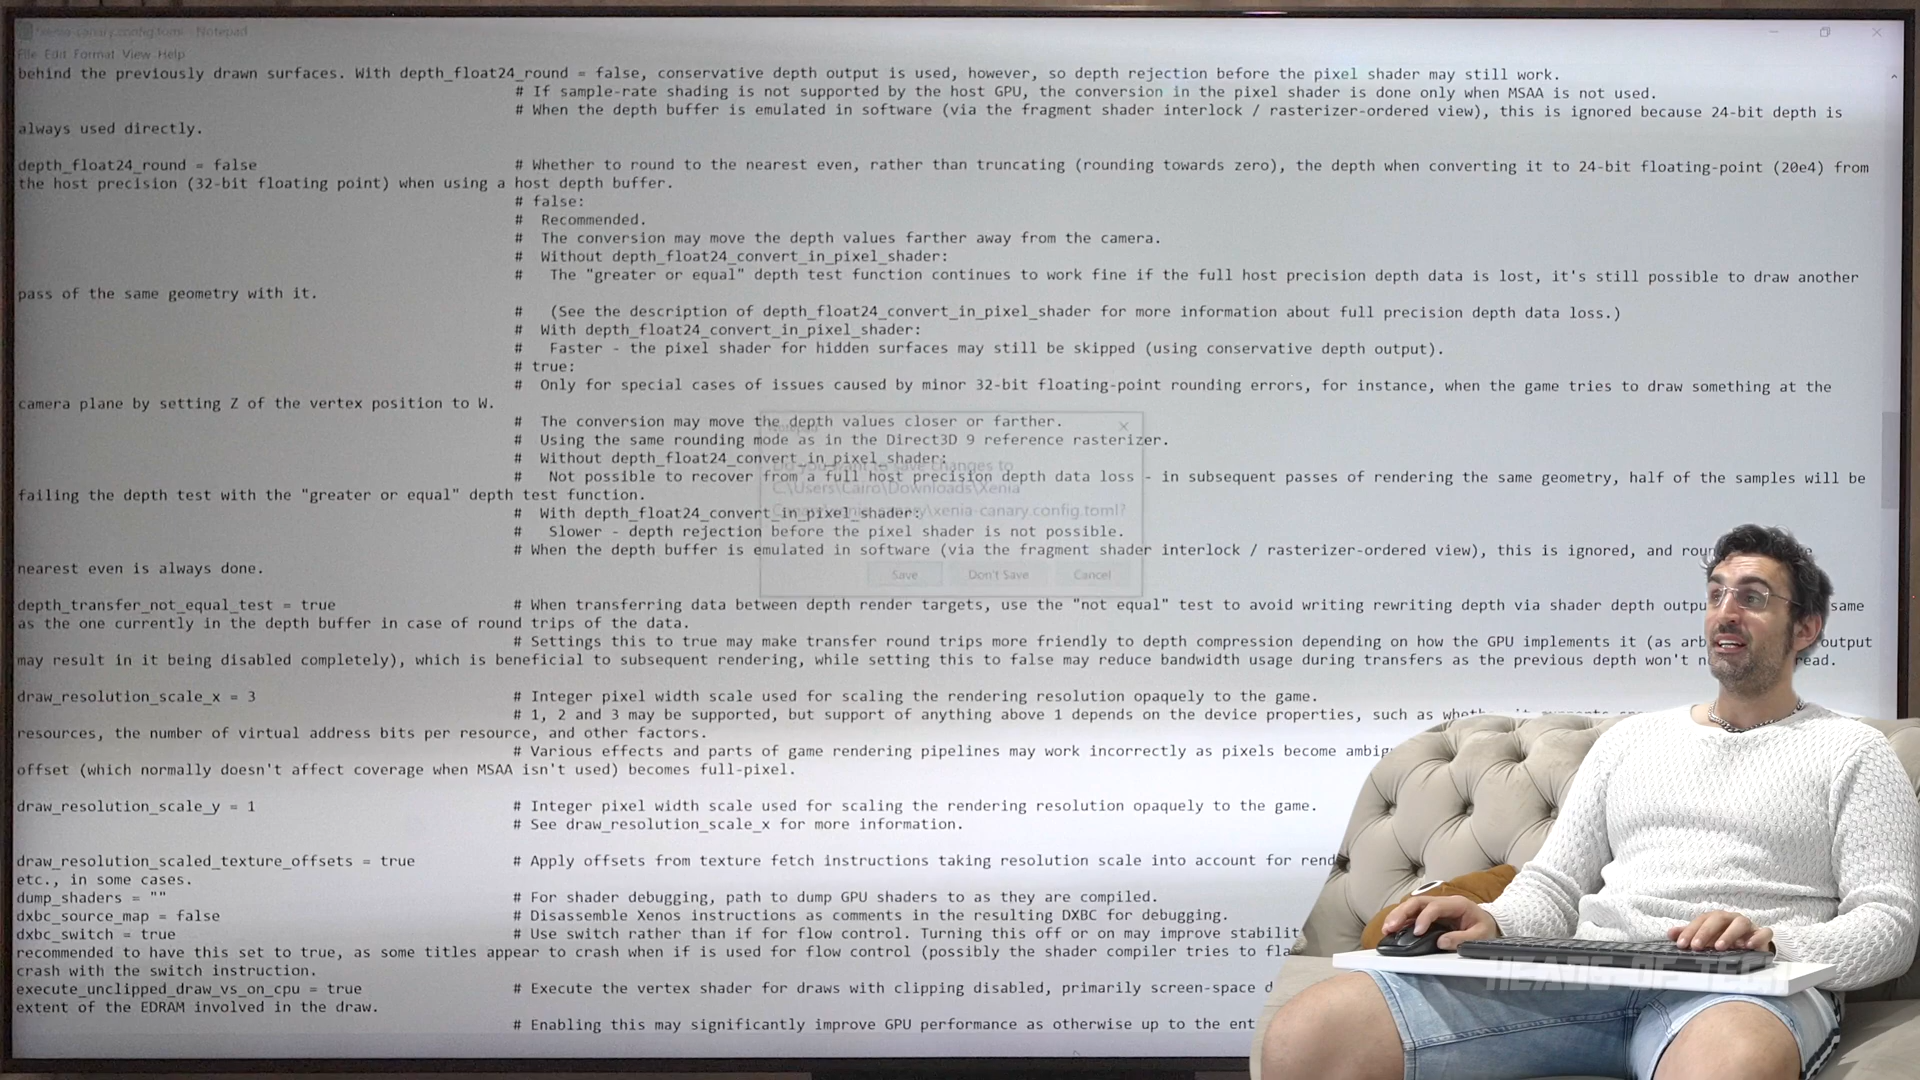 *xenia-canary.config.toml - Notepad
File Edit Format View Help
behind the previously drawn surfaces. With depth_float24_round = false, conservative depth output is used, however, so depth rejection before the pixel shader may still work.
# If sample-rate shading is not supported by the host GPU, the conversion in the pixel shader is done only when MSAA is not used.
# When the depth buffer is emulated in software (via the fragment shader interlock / rasterizer-ordered view), this is ignored because 24-bit depth is
always used directly.
depth_float24_round = false # Whether to round to the nearest even, rather than truncating (rounding towards zero), the depth when converting it to 24-bit floating-point (20e4) from
the host precision (32-bit floating point) when using a host depth buffer.
# false:
# Recommended.
# The conversion may move the depth values farther away from the camera.
# Without depth_float24_convert_in_pixel_shader:
# The "greater or equal" depth test function continues to work fine if the full host precision depth data is lost, it's still possible to draw another
pass of the same geometry with it.
# (See the description of depth_float24_convert_in_pixel_shader for more information about full precision depth data loss.)
# With depth_float24_convert_in_pixel_shader:
# Faster - the pixel shader for hidden surfaces may still be skipped (using conservative depth output).
# true:
# Only for special cases of issues caused by minor 32-bit floating-point rounding errors, for instance, when the game tries to draw something at the
camera plane by setting Z of the vertex position to W.
# The conversion may move the depth values closer or farther.
# Using the same rounding mode as in the Direct3D 9 reference rasterizer.
# Without depth_float24_convert_in_pixel_shader:
# Not possible to recover from a full host precision depth data loss - in subsequent passes of rendering the same geometry, half of the samples will be
failing the depth test with the "greater or equal" depth test function.
# With depth_float24_convert_in_pixel_shader:
# Slower - depth rejection before the pixel shader is not possible.
# When the depth buffer is emulated in software (via the fragment shader interlock / rasterizer-ordered view), this is ignored, and
nearest even is always done.
Notepad
Do you want to save changes to
C:\Users\Cairo\Downloads\Xenia
\xenia-canary.config.toml?
Save Don't Save Cancel
depth_transfer_not_equal_test = true # When transferring data between depth render targets, use the "not equal" test to avoid writing rewriting depth via shader depth same
as the one currently in the depth buffer in case of round trips of the data.
# Settings this to true may make transfer round trips more friendly to depth compression depending on how the GPU implements it (as output
may result in it being disabled completely), which is beneficial to subsequent rendering, while setting this to false may reduce bandwidth usage during transfers as the previous depth won't read.
draw_resolution_scale_x = 3 # Integer pixel width scale used for scaling the rendering resolution opaquely to the game.
# 1, 2 and 3 may be supported, but support of anything above 1 depends on the device properties, such as
resources, the number of virtual address bits per resource, and other factors.
# Various effects and parts of game rendering pipelines may work incorrectly as pixels become
offset (which normally doesn't affect coverage when MSAA isn't used) becomes full-pixel.
draw_resolution_scale_y = 1 # Integer pixel width scale used for scaling the rendering resolution opaquely to the game.
# See draw_resolution_scale_x for more information.
draw_resolution_scaled_texture_offsets = true # Apply offsets from texture fetch instructions taking resolution scale into account for
etc., in some cases.
dump_shaders = "" # For shader debugging, path to dump GPU shaders to as they are compiled.
dxbc_source_map = false # Disassemble Xenos instructions as comments in the resulting DXBC for debugging.
dxbc_switch = true # Use switch rather than if for flow control. Turning this off or on may improve
recommended to have this set to true, as some titles appear to crash when if is used for flow control (possibly the shader compiler tries to
crash with the switch instruction.
execute_unclipped_draw_vs_on_cpu = true # Execute the vertex shader for draws with clipping disabled, primarily screen-space
extent of the EDRAM involved in the draw.
# Enabling this may significantly improve GPU performance as otherwise up to the
HEADS OF TECH